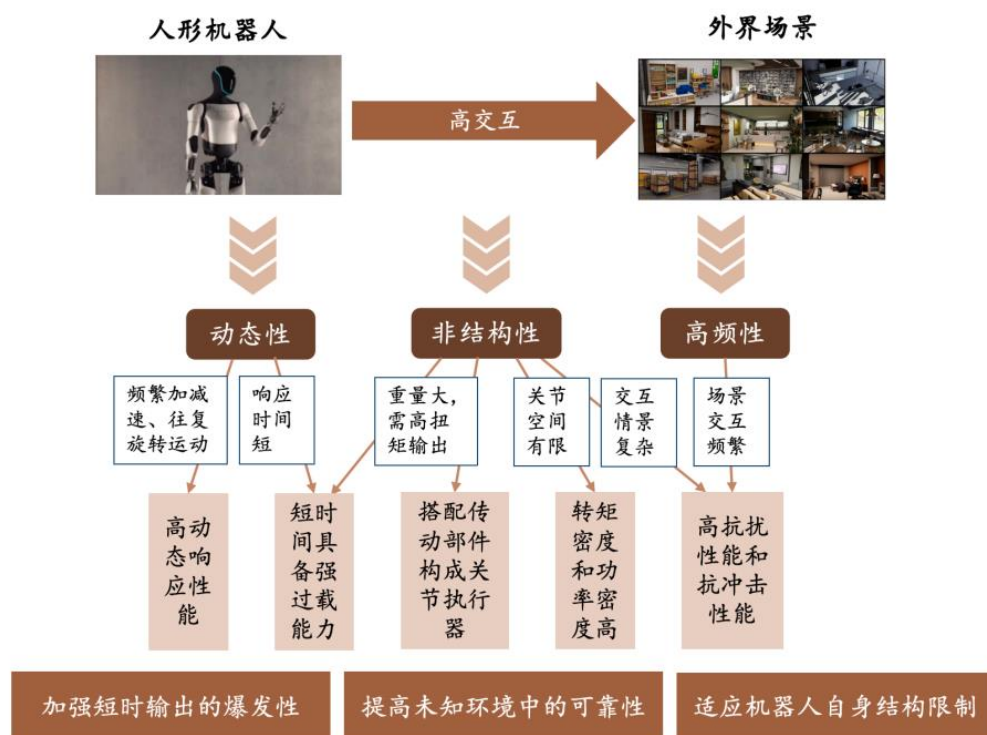 人形机器人
外界场景
高交互
动态性
非结构性
高频性
频繁加减
速、往复
旋转运动
响应
时间
短
重量大，
需高扭
矩输出
关节
空间
有限
交互
情景
复杂
场景
交互
频繁
高动
态响
应性
能
短时
间具
备强
过载
能力
搭配传
动部件
构成关
节执行
器
转矩
密度
和功
率密
度高
高抗扰
性能和
抗冲击
性能
加强短时输出的爆发性
提高未知环境中的可靠性
适应机器人自身结构限制